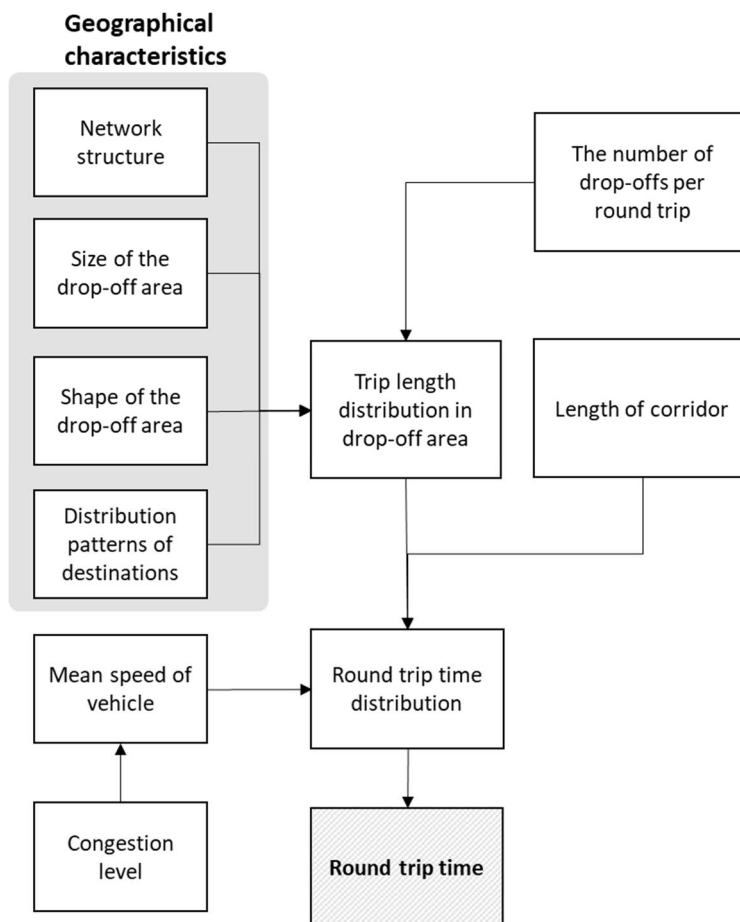 Geographical
characteristics
Network
structure
The number of
drop-offs per
round trip
Size of the
drop-off area
Shape of the
drop-off area
Trip length
distribution in
drop-off area
Length of corridor
Distribution
patterns of
destinations
Mean speed of
vehicle
Round trip time
distribution
Congestion
level
Round trip time